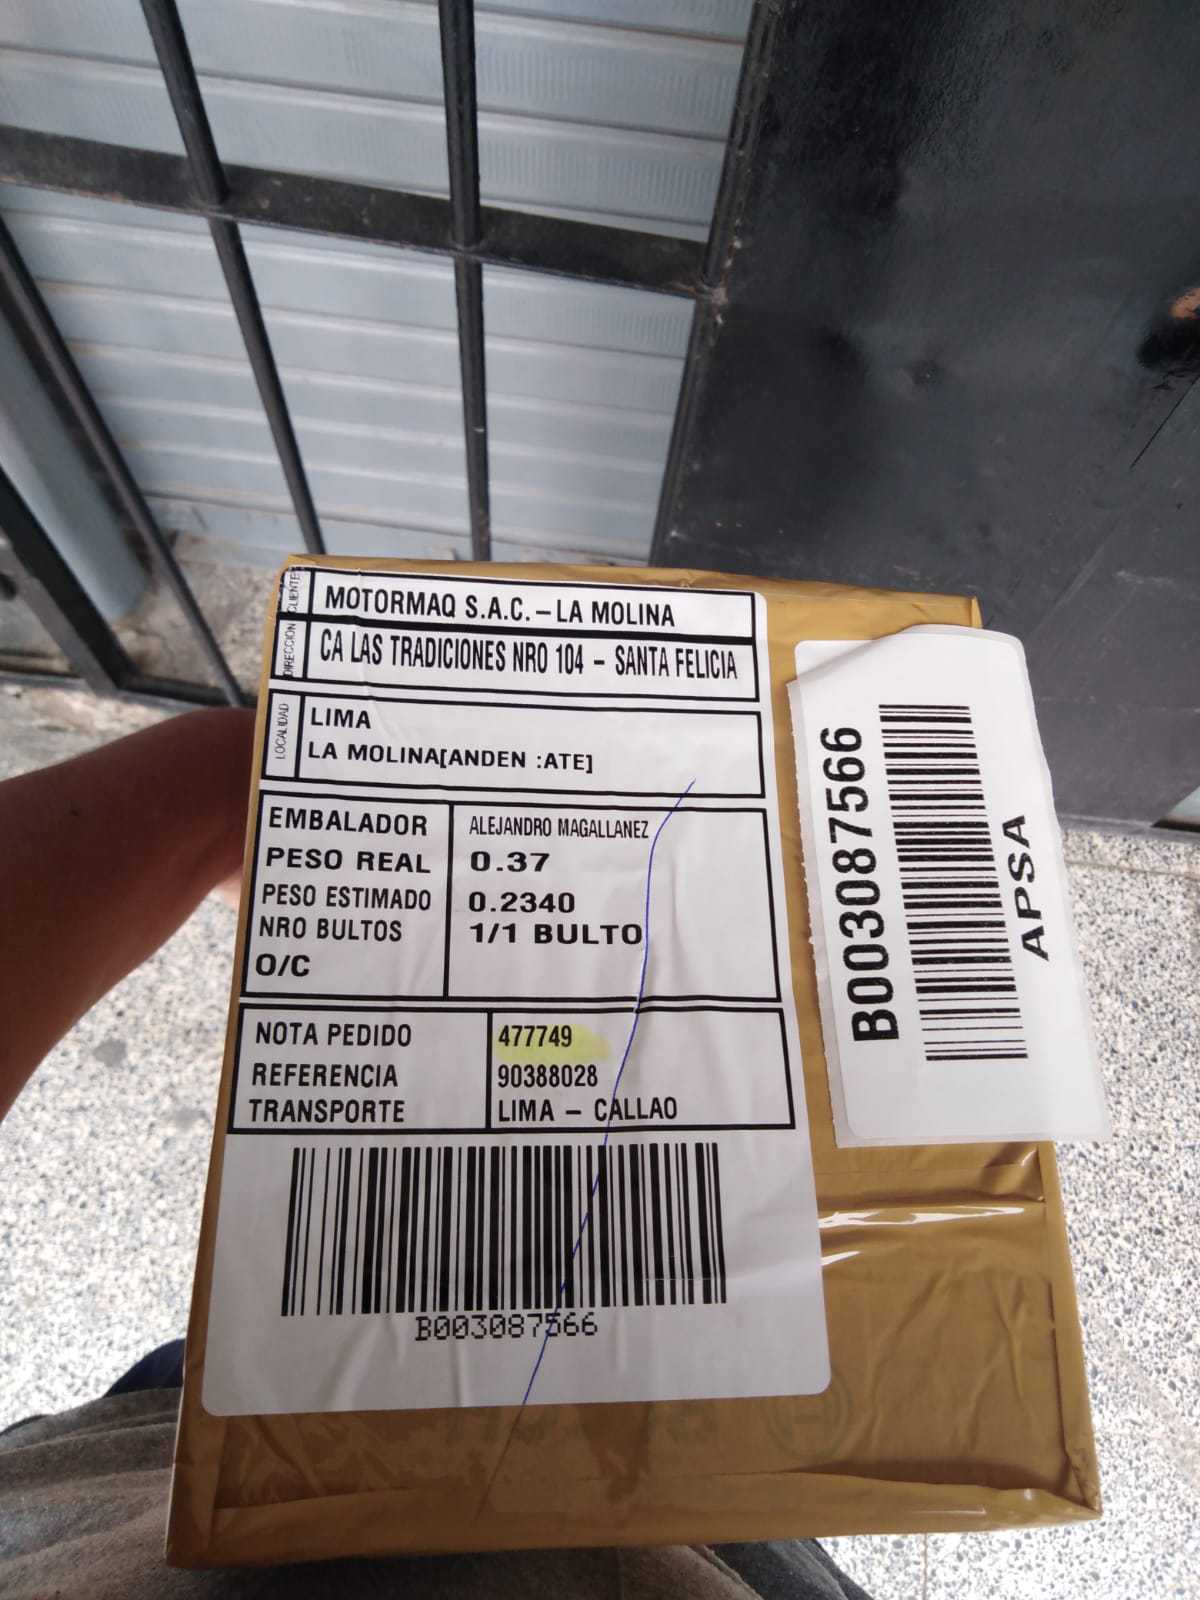 CLIENTE
MOTORMAQ S.A.C. – LA MOLINA
DIRECCION
CA LAS TRADICIONES NRO 104 – SANTA FELICIA
LOCALIDAD
LIMA
LA MOLINA[ANDEN :ATE]
EMBALADOR ALEJANDRO MAGALLANEZ
PESO REAL 0.37
PESO ESTIMADO 0.2340
NRO BULTOS 1/1 BULTO
O/C
NOTA PEDIDO 477749
REFERENCIA 90388028
TRANSPORTE LIMA – CALLAO
B003087566
B003087566
APSA